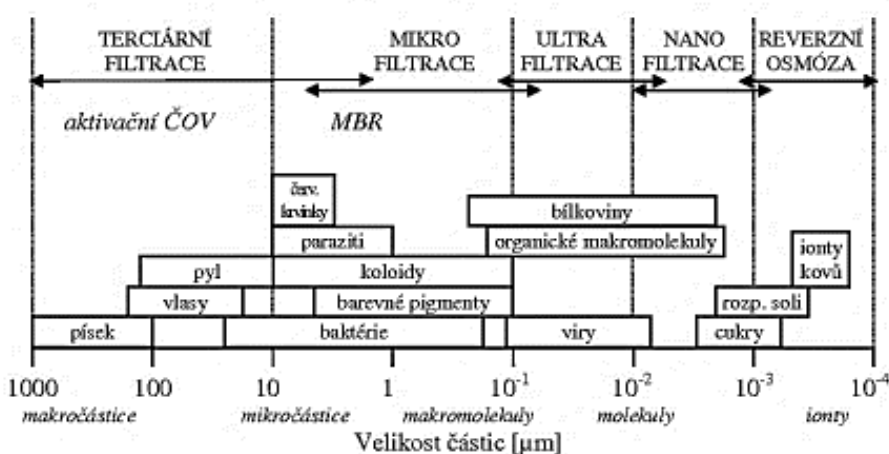 TERCIÁRNÍ
FILTRACE
MIKRO
FILTRACE
ULTRA
FILTRACE
NANO
FILTRACE
REVERZNÍ
OSMÓZA
aktivační ČOV
MBR
červ.
krvinky
bílkoviny
paraziti
organické makromolekuly
ionty
kovů
pyl
koloidy
vlasy
barevné pigmenty
rozp. soli
písek
baktérie
viry
cukry
1000
100
10
1
10⁻¹
10⁻²
10⁻³
10⁻⁴
makročástice
mikročástice
makromolekuly
molekuly
ionty
Velikost částic [µm]